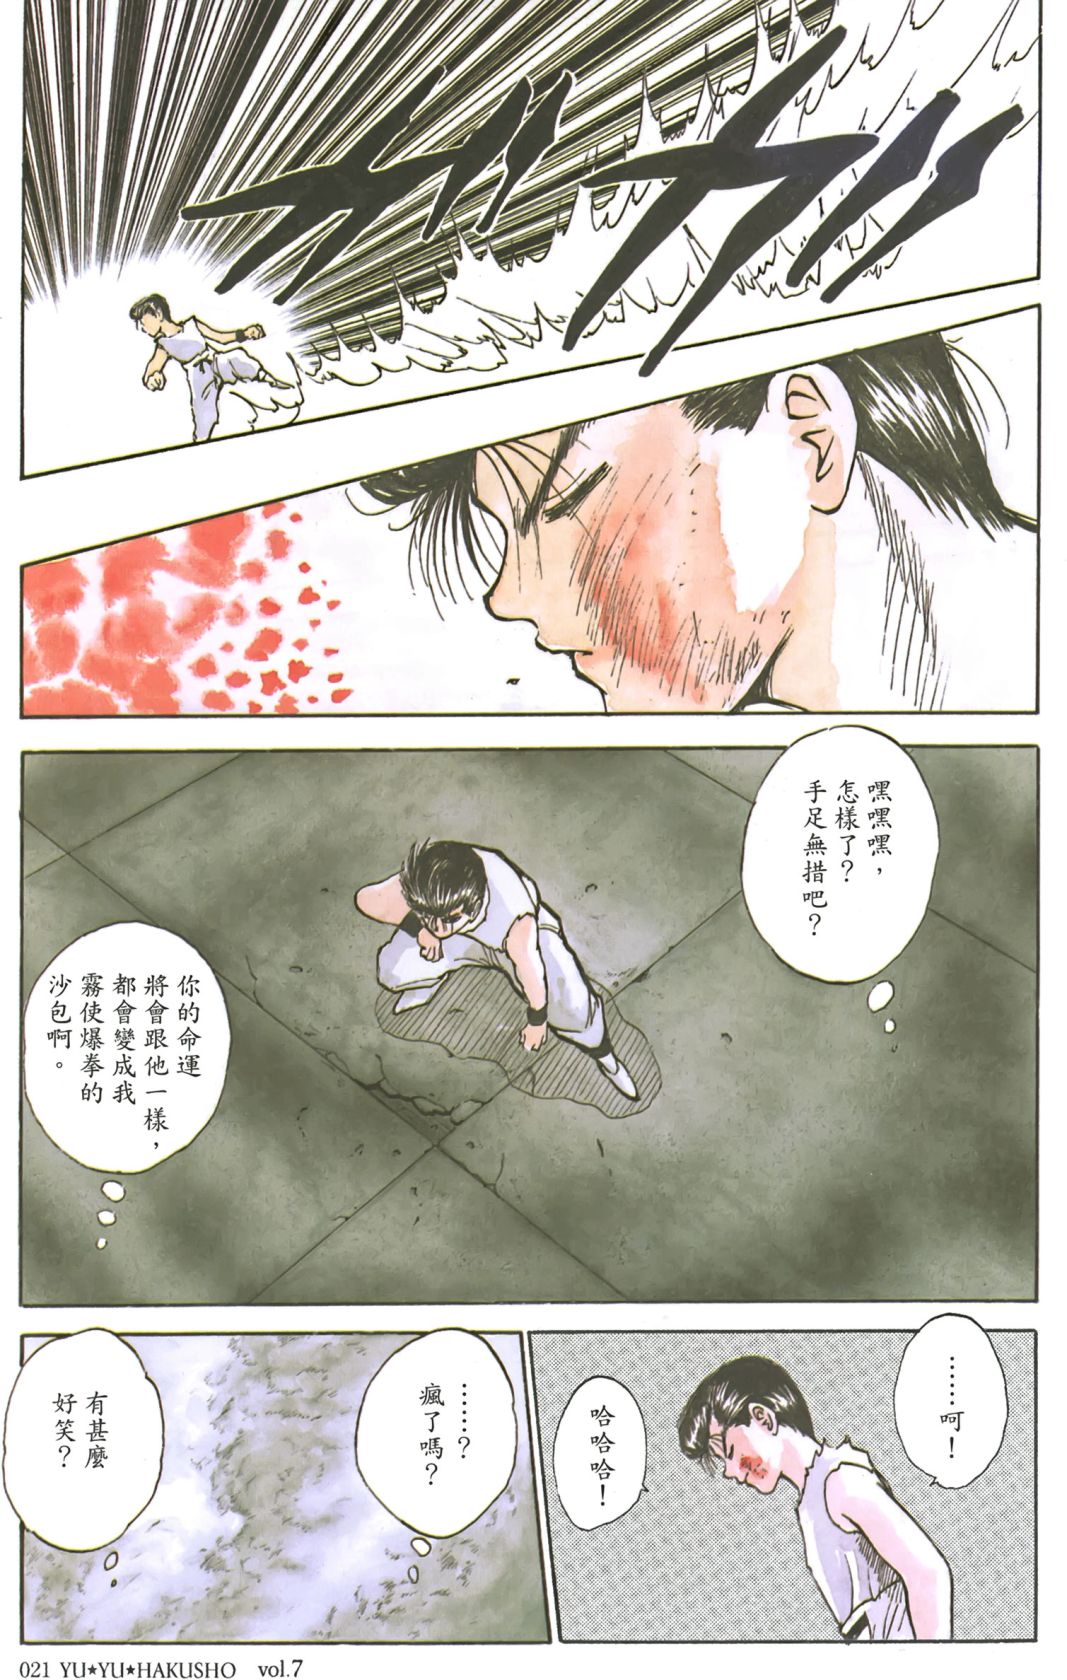 ガガ
嘿嘿嘿，
怎樣了？
手足無措吧？
你的命運
將會跟他一樣，
都會變成我
霧使爆拳的
沙包啊。
……呵！
哈哈哈！
……？
瘋了嗎？
有甚麼
好笑？
021 YU★YU★HAKUSHO vol.7